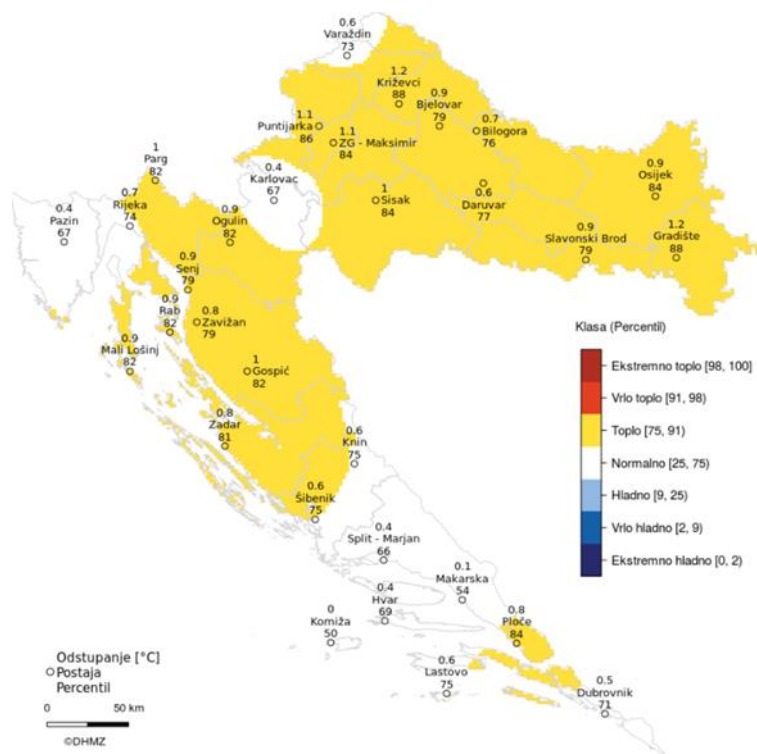 0.6
Varaždin
73
1.2
Križevci
88
0.9
Bjelovar
79
0.7
Bilogora
76
1.1
Puntijarka
86
1.1
ZG - Maksimir
84
1
Parg
82
0.4
Karlovac
67
0.9
Osijek
84
0.6
Daruvar
77
1
Sisak
84
0.7
Rijeka
74
0.4
Pazin
67
0.9
Ogulin
82
0.9
Slavonski Brod
79
1.2
Gradište
88
0.9
Senj
79
0.9
Rab
82
0.8
Zavižan
79
0.9
Mali Lošinj
82
1
Gospić
82
0.8
Zadar
81
0.6
Knin
75
0.6
Šibenik
75
0.4
Split - Marjan
66
0.1
Makarska
54
0.4
Hvar
69
0
Komiža
50
0.8
Ploče
84
0.6
Lastovo
75
0.5
Dubrovnik
71
Klasa (Percentil)
Ekstremno toplo [98, 100]
Vrlo toplo [91, 98)
Toplo [75, 91)
Normalno [25, 75)
Hladno [9, 25)
Vrlo hladno [2, 9)
Ekstremno hladno [0, 2)
Odstupanje [°C]
Postaja
Percentil
0 50 km
©DHMZ